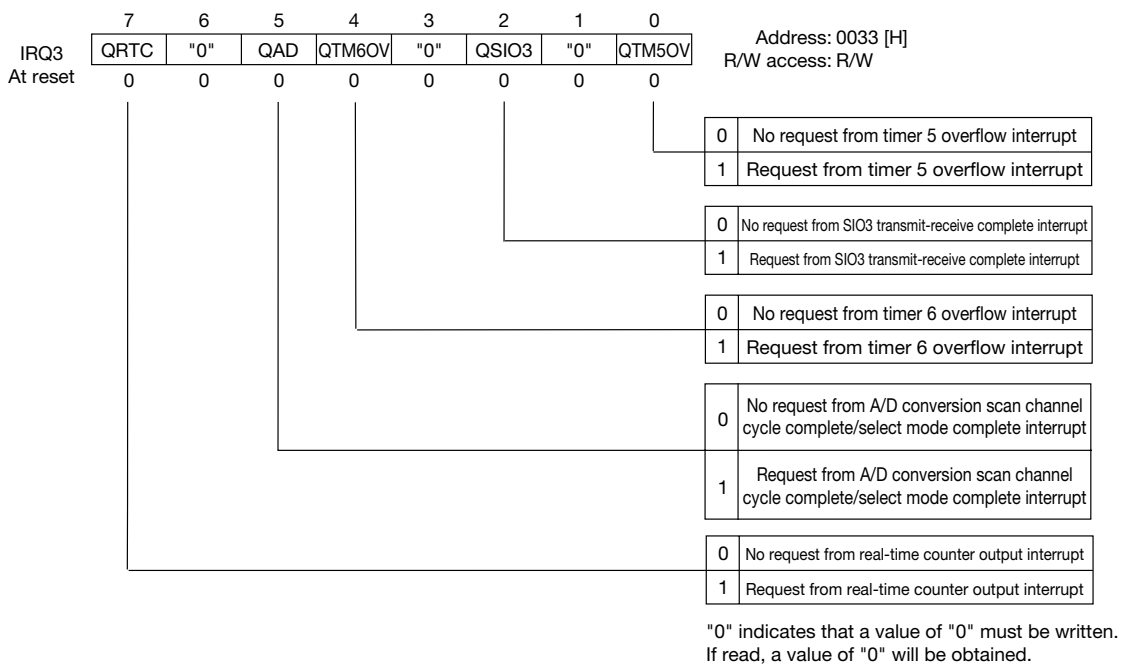 7 6 5 4 3 2 1 0
IRQ3 QRTC "0" QAD QTM6OV "0" QSIO3 "0" QTM5OV
At reset 0 0 0 0 0 0 0 0
Address: 0033 [H]
R/W access: R/W
0 No request from timer 5 overflow interrupt
1 Request from timer 5 overflow interrupt
0 No request from SIO3 transmit-receive complete interrupt
1 Request from SIO3 transmit-receive complete interrupt
0 No request from timer 6 overflow interrupt
1 Request from timer 6 overflow interrupt
0 No request from A/D conversion scan channel
cycle complete/select mode complete interrupt
1 Request from A/D conversion scan channel
cycle complete/select mode complete interrupt
0 No request from real-time counter output interrupt
1 Request from real-time counter output interrupt
"0" indicates that a value of "0" must be written.
If read, a value of "0" will be obtained.